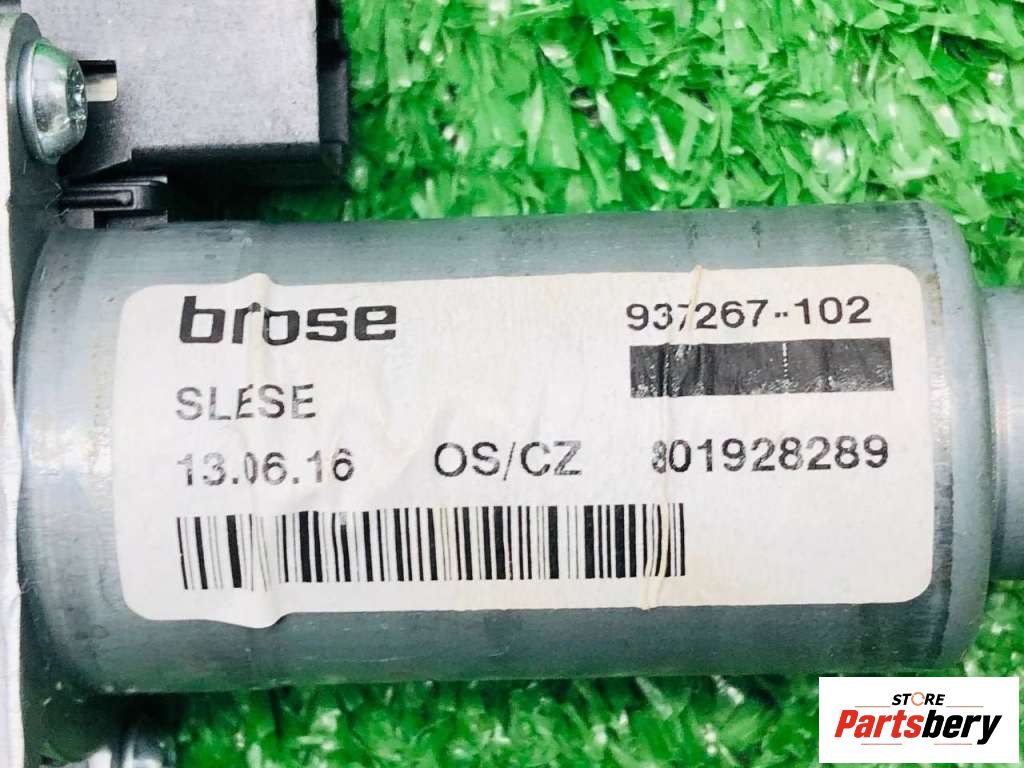 brose 937267-102
SLESE
13.06.16 OS/CZ 801928289
STORE
Partsbery